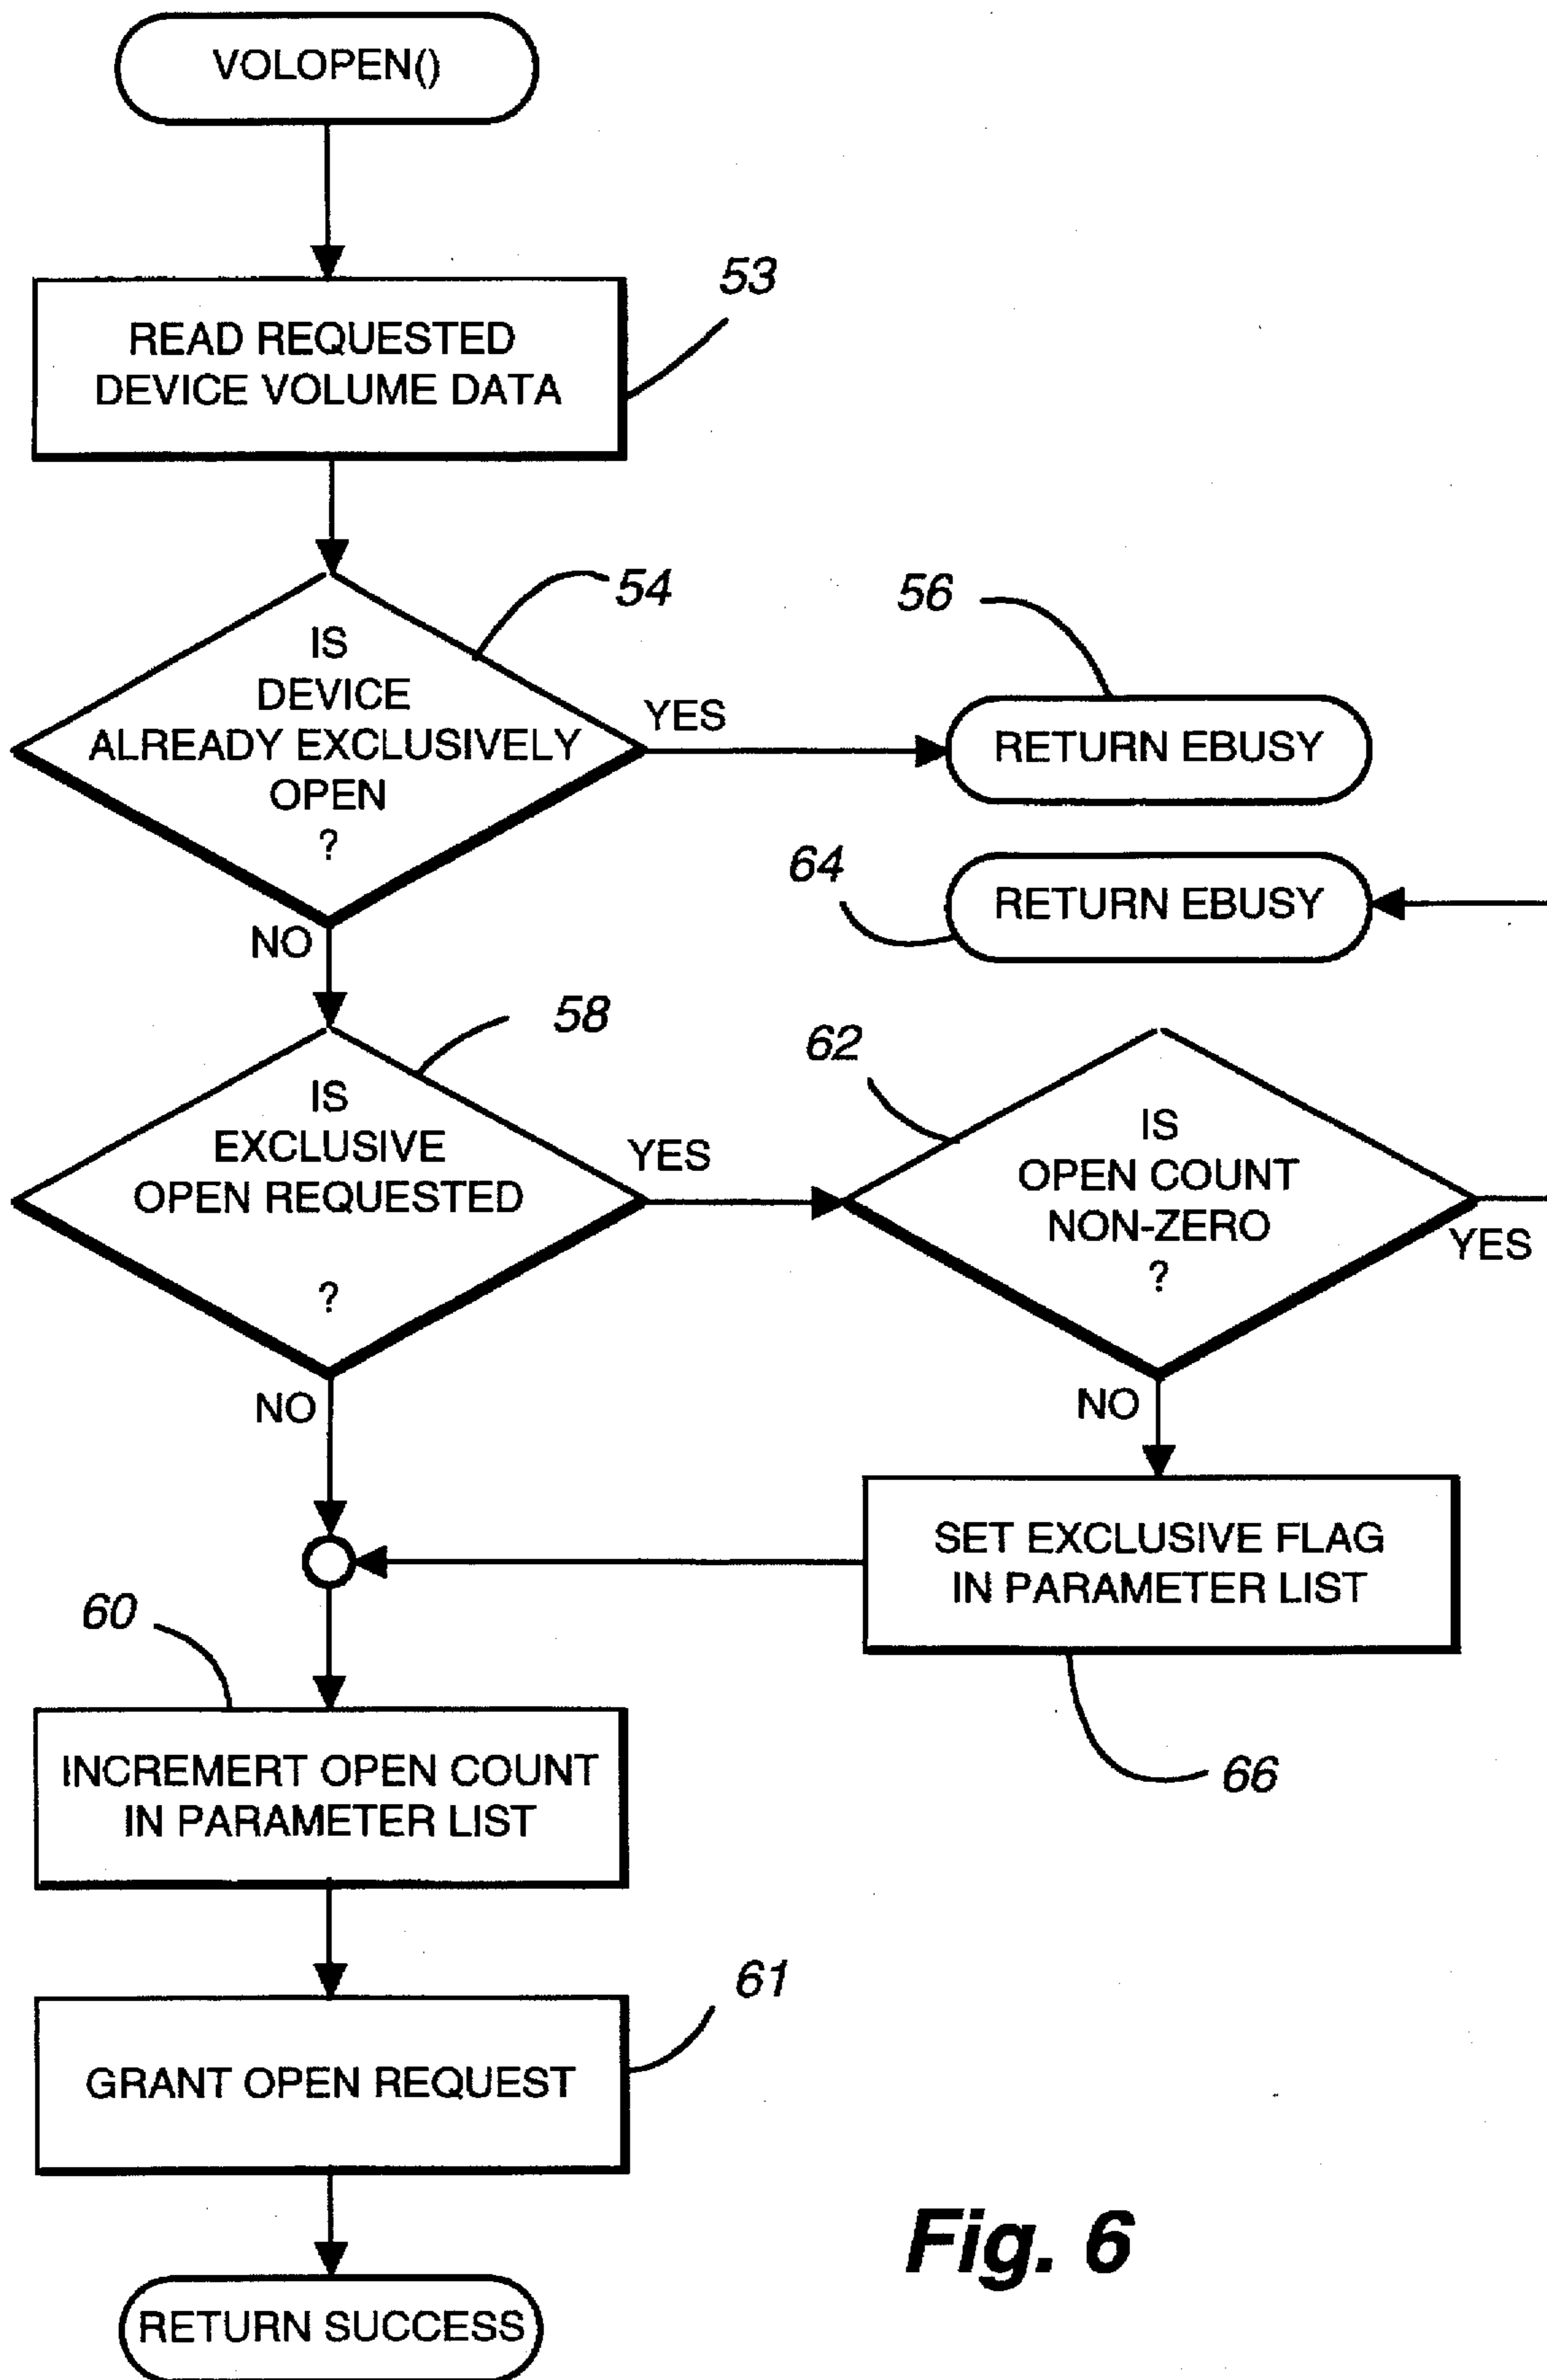 VOLOPEN()
53
READ REQUESTED
DEVICE VOLUME DATA
54
56
IS
DEVICE
ALREADY EXCLUSIVELY
OPEN
?
YES
RETURN EBUSY
64
RETURN EBUSY
NO
58
62
IS
EXCLUSIVE
OPEN REQUESTED
?
YES
IS
OPEN COUNT
NON-ZERO
?
YES
NO
NO
SET EXCLUSIVE FLAG
IN PARAMETER LIST
60
66
INCREMERT OPEN COUNT
IN PARAMETER LIST
61
GRANT OPEN REQUEST
Fig. 6
RETURN SUCCESS